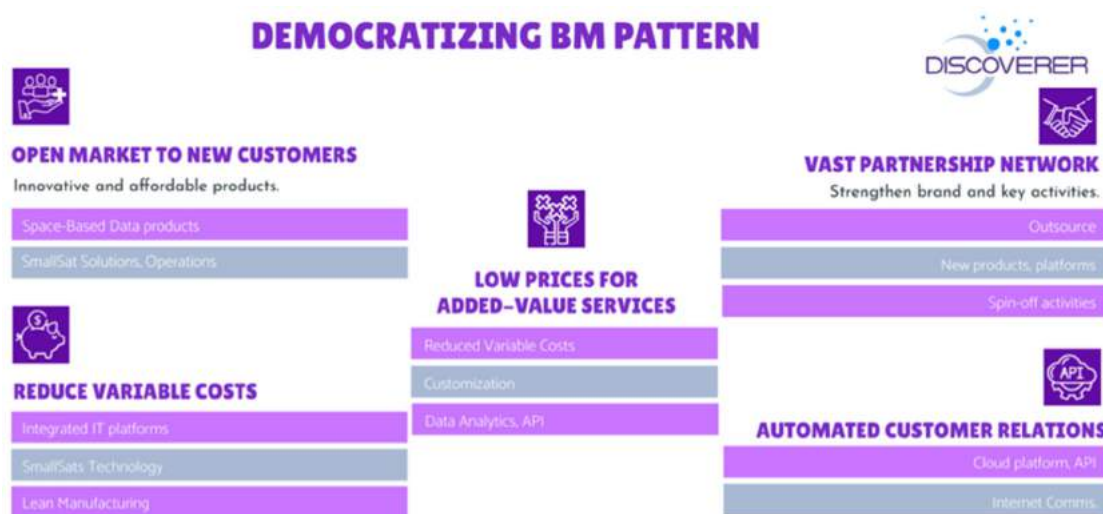 DEMOCRATIZING BM PATTERN
DISCOVERER
OPEN MARKET TO NEW CUSTOMERS
Innovative and affordable products.
Space-Based Data products
SmallSat Solutions, Operations
REDUCE VARIABLE COSTS
Integrated IT platforms
SmallSats Technology
Lean Manufacturing
LOW PRICES FOR
ADDED-VALUE SERVICES
Reduced Variable Costs
Customization
Data Analytics, API
VAST PARTNERSHIP NETWORK
Strengthen brand and key activities.
Outsource
New products, platforms
Spin-off activities
API
AUTOMATED CUSTOMER RELATIONS
Cloud platform, API
Internet Comms.